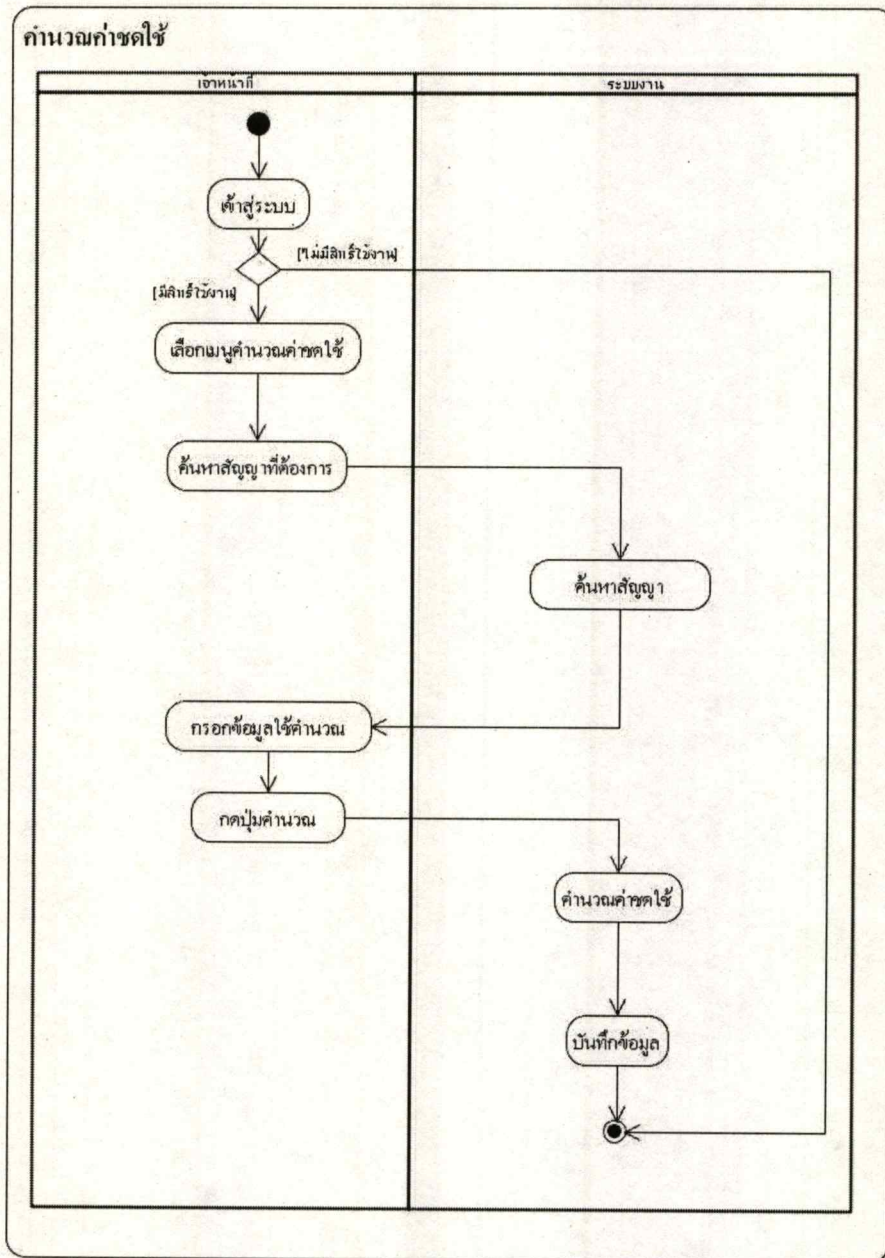 คำนวณค่าชดใช้
เจ้าหน้าที่
ระบบงาน
เข้าสู่ระบบ
[ไม่มีสิทธิ์ใช้งาน]
[มีสิทธิ์ใช้งาน]
เลือกเมนูคำนวณค่าชดใช้
ค้นหาสัญญาที่ต้องการ
ค้นหาสัญญา
กรอกข้อมูลใช้คำนวณ
กดปุ่มคำนวณ
คำนวณค่าชดใช้
บันทึกข้อมูล